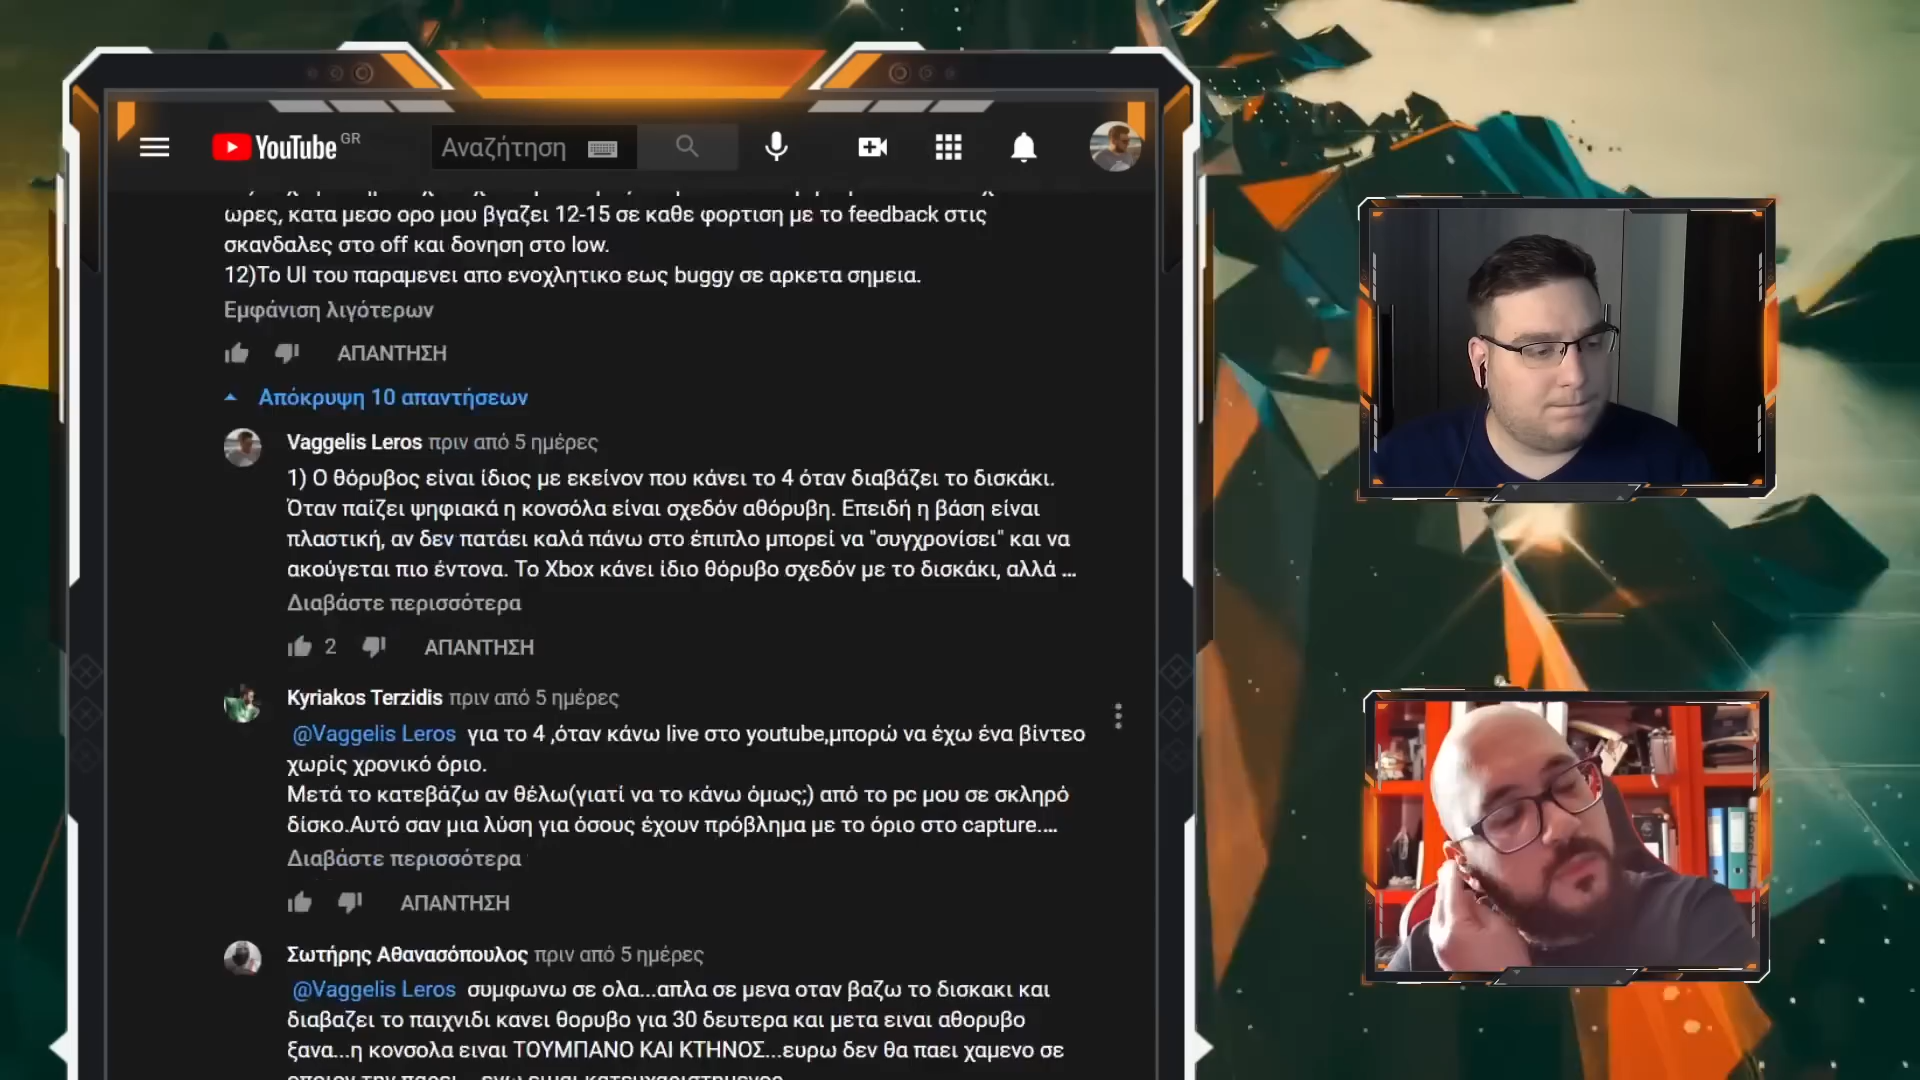 YouTube GR
Αναζήτηση
ωρες, κατα μεσο ορο μου βγαζει 12-15 σε καθε φορτιση με το feedback στις
σκανδαλες στο off και δονηση στο low.
12)Το UI του παραμενει απο ενοχλητικο εως buggy σε αρκετα σημεια.
Εμφάνιση λιγότερων
ΑΠΑΝΤΗΣΗ
Απόκρυψη 10 απαντήσεων
Vaggelis Leros πριν από 5 ημέρες
1) Ο θόρυβος είναι ίδιος με εκείνον που κάνει το 4 όταν διαβάζει το δισκάκι.
Όταν παίζει ψηφιακά η κονσόλα είναι σχεδόν αθόρυβη. Επειδή η βάση είναι
πλαστική, αν δεν πατάει καλά πάνω στο έπιπλο μπορεί να "συγχρονίσει" και να
ακούγεται πιο έντονα. Το Xbox κάνει ίδιο θόρυβο σχεδόν με το δισκάκι, αλλά ...
Διαβάστε περισσότερα
2 ΑΠΑΝΤΗΣΗ
Kyriakos Terzidis πριν από 5 ημέρες
@Vaggelis Leros για το 4 ,όταν κάνω live στο youtube,μπορώ να έχω ένα βίντεο
χωρίς χρονικό όριο.
Μετά το κατεβάζω αν θέλω(γιατί να το κάνω όμως;) από το pc μου σε σκληρό
δίσκο.Αυτό σαν μια λύση για όσους έχουν πρόβλημα με το όριο στο capture....
Διαβάστε περισσότερα
ΑΠΑΝΤΗΣΗ
Σωτήρης Αθανασόπουλος πριν από 5 ημέρες
@Vaggelis Leros συμφωνω σε ολα...απλα σε μενα οταν βαζω το δισκακι και
διαβαζει το παιχνιδι κανει θορυβο για 30 δευτερα και μετα ειναι αθορυβο
ξανα...η κονσολα ειναι ΤΟΥΜΠΑΝΟ ΚΑΙ ΚΤΗΝΟΣ...ευρω δεν θα παει χαμενο σε